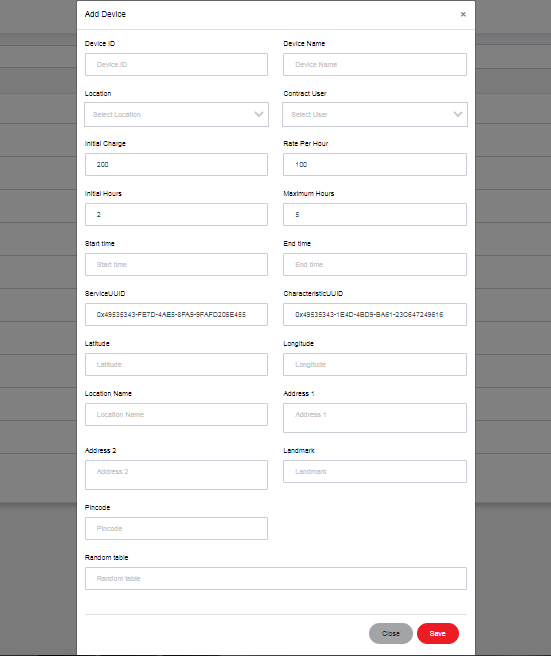 Add Device ×
Device ID Device Name
Device ID Device Name
Location Contract User
Select Location Select User
Initial Charge Rate Per Hour
200 100
Initial Hours Maximum Hours
2 5
Start time End time
Start time End time
ServiceUUID CharacteristicUUID
0x49535343-FE7D-4AE5-8FA9-9FAFD205E455 0x49535343-1E4D-4BD9-BA61-23C647249616
Latitude Longitude
Latitude Longitude
Location Name Address 1
Location Name Address 1
Address 2 Landmark
Address 2 Landmark
Pincode
Pincode
Random table
Random table
Close Save